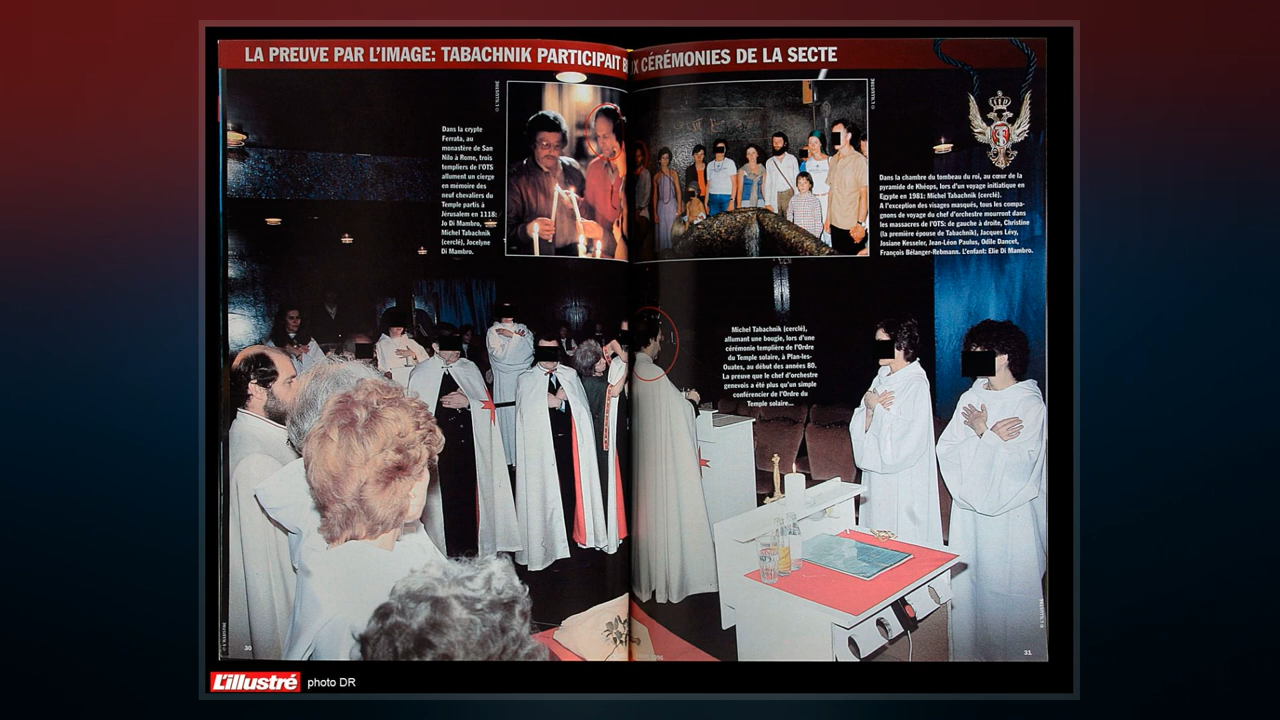 LA PREUVE PAR L'IMAGE: TABACHNIK PARTICIPAIT
X CÉRÉMONIES DE LA SECTE
Dans la crypte
Ferrata, au
monastère de San
Nilo à Rome, trois
templiers de l'OTS
allument un cierge
en mémoire des
neuf chevaliers du
Temple partis à
Jérusalem en 1118:
Jo Di Mambro,
Michel Tabachnik
(cerclé), Jocelyne
Di Mambro.
Dans la chambre du tombeau du roi, au cœur de la
pyramide de Khéops, lors d'un voyage initiatique en
Egypte en 1981: Michel Tabachnik (cerclé).
A l'exception des visages masqués, tous les compa-
gnons de voyage du chef d'orchestre mourront dans
les massacres de l'OTS: de gauche à droite, Christine
(la première épouse de Tabachnik), Jacques Lévy,
Josiane Kesseler, Jean-Léon Paulus, Odile Dancet,
François Bélanger-Rebmann. L'enfant: Elie Di Mambro.
Michel Tabachnik (cerclé),
allumant une bougie, lors d'une
cérémonie templière de l'Ordre
du Temple solaire, à Plan-les-
Ouates, au début des années 80.
La preuve que le chef d'orchestre
genevois a été plus qu'un simple
conférencier de l'Ordre du
Temple solaire...
30
31
L'illustré photo DR